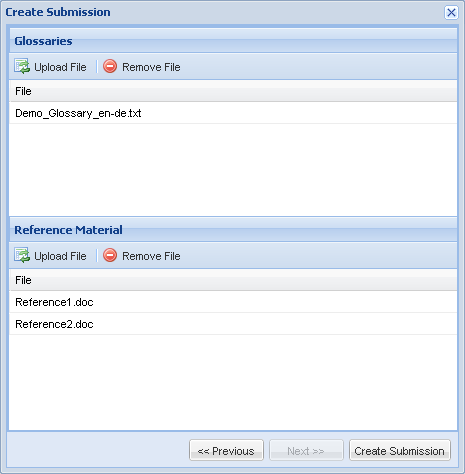 Create Submission
Glossaries
Upload File Remove File
File
Demo_Glossary_en-de.txt
Reference Material
Upload File Remove File
File
Reference1.doc
Reference2.doc
<< Previous Next >> Create Submission